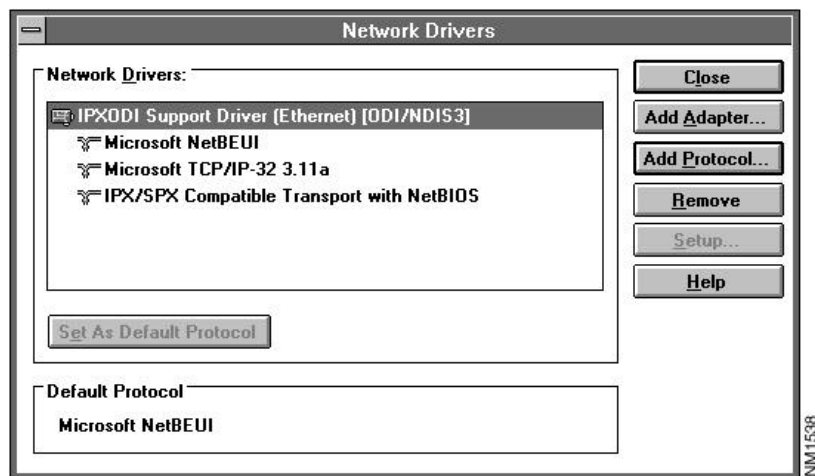 Network Drivers
Network Drivers:
IPXODI Support Driver (Ethernet) [ODI/NDIS3]
Microsoft NetBEUI
Microsoft TCP/IP-32 3.11a
IPX/SPX Compatible Transport with NetBIOS
Set As Default Protocol
Default Protocol
Microsoft NetBEUI
Close
Add Adapter...
Add Protocol...
Remove
Setup...
Help
NM1538